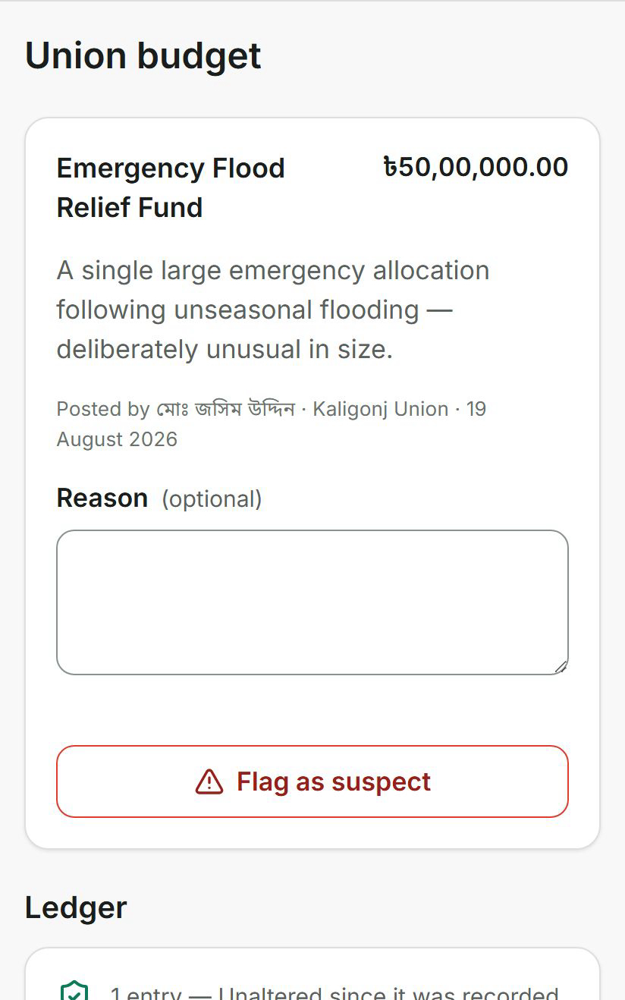 Union budget
Emergency Flood
Relief Fund
৳50,00,000.00
A single large emergency allocation
following unseasonal flooding —
deliberately unusual in size.
Posted by মোঃ জসিম উদ্দিন · Kaligonj Union · 19
August 2026
Reason (optional)
Flag as suspect
Ledger
1 entry — Unaltered since it was recorded